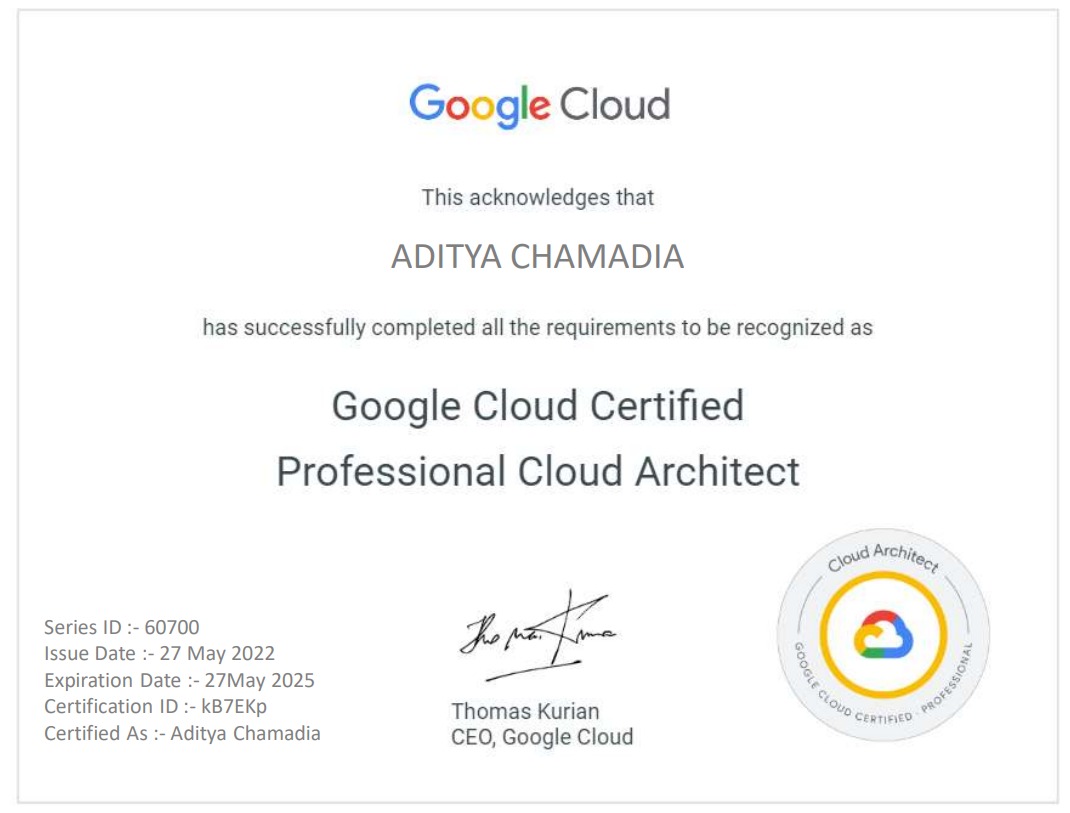 Google Cloud
This acknowledges that
ADITYA CHAMADIA
has successfully completed all the requirements to be recognized as
Google Cloud Certified
Professional Cloud Architect
Series ID :- 60700
Issue Date :- 27 May 2022
Expiration Date :- 27May 2025
Certification ID :- kB7EKp
Certified As :- Aditya Chamadia
Thomas Kurian
Thomas Kurian
CEO, Google Cloud
Cloud Architect
GOOGLE CLOUD CERTIFIED · PROFESSIONAL